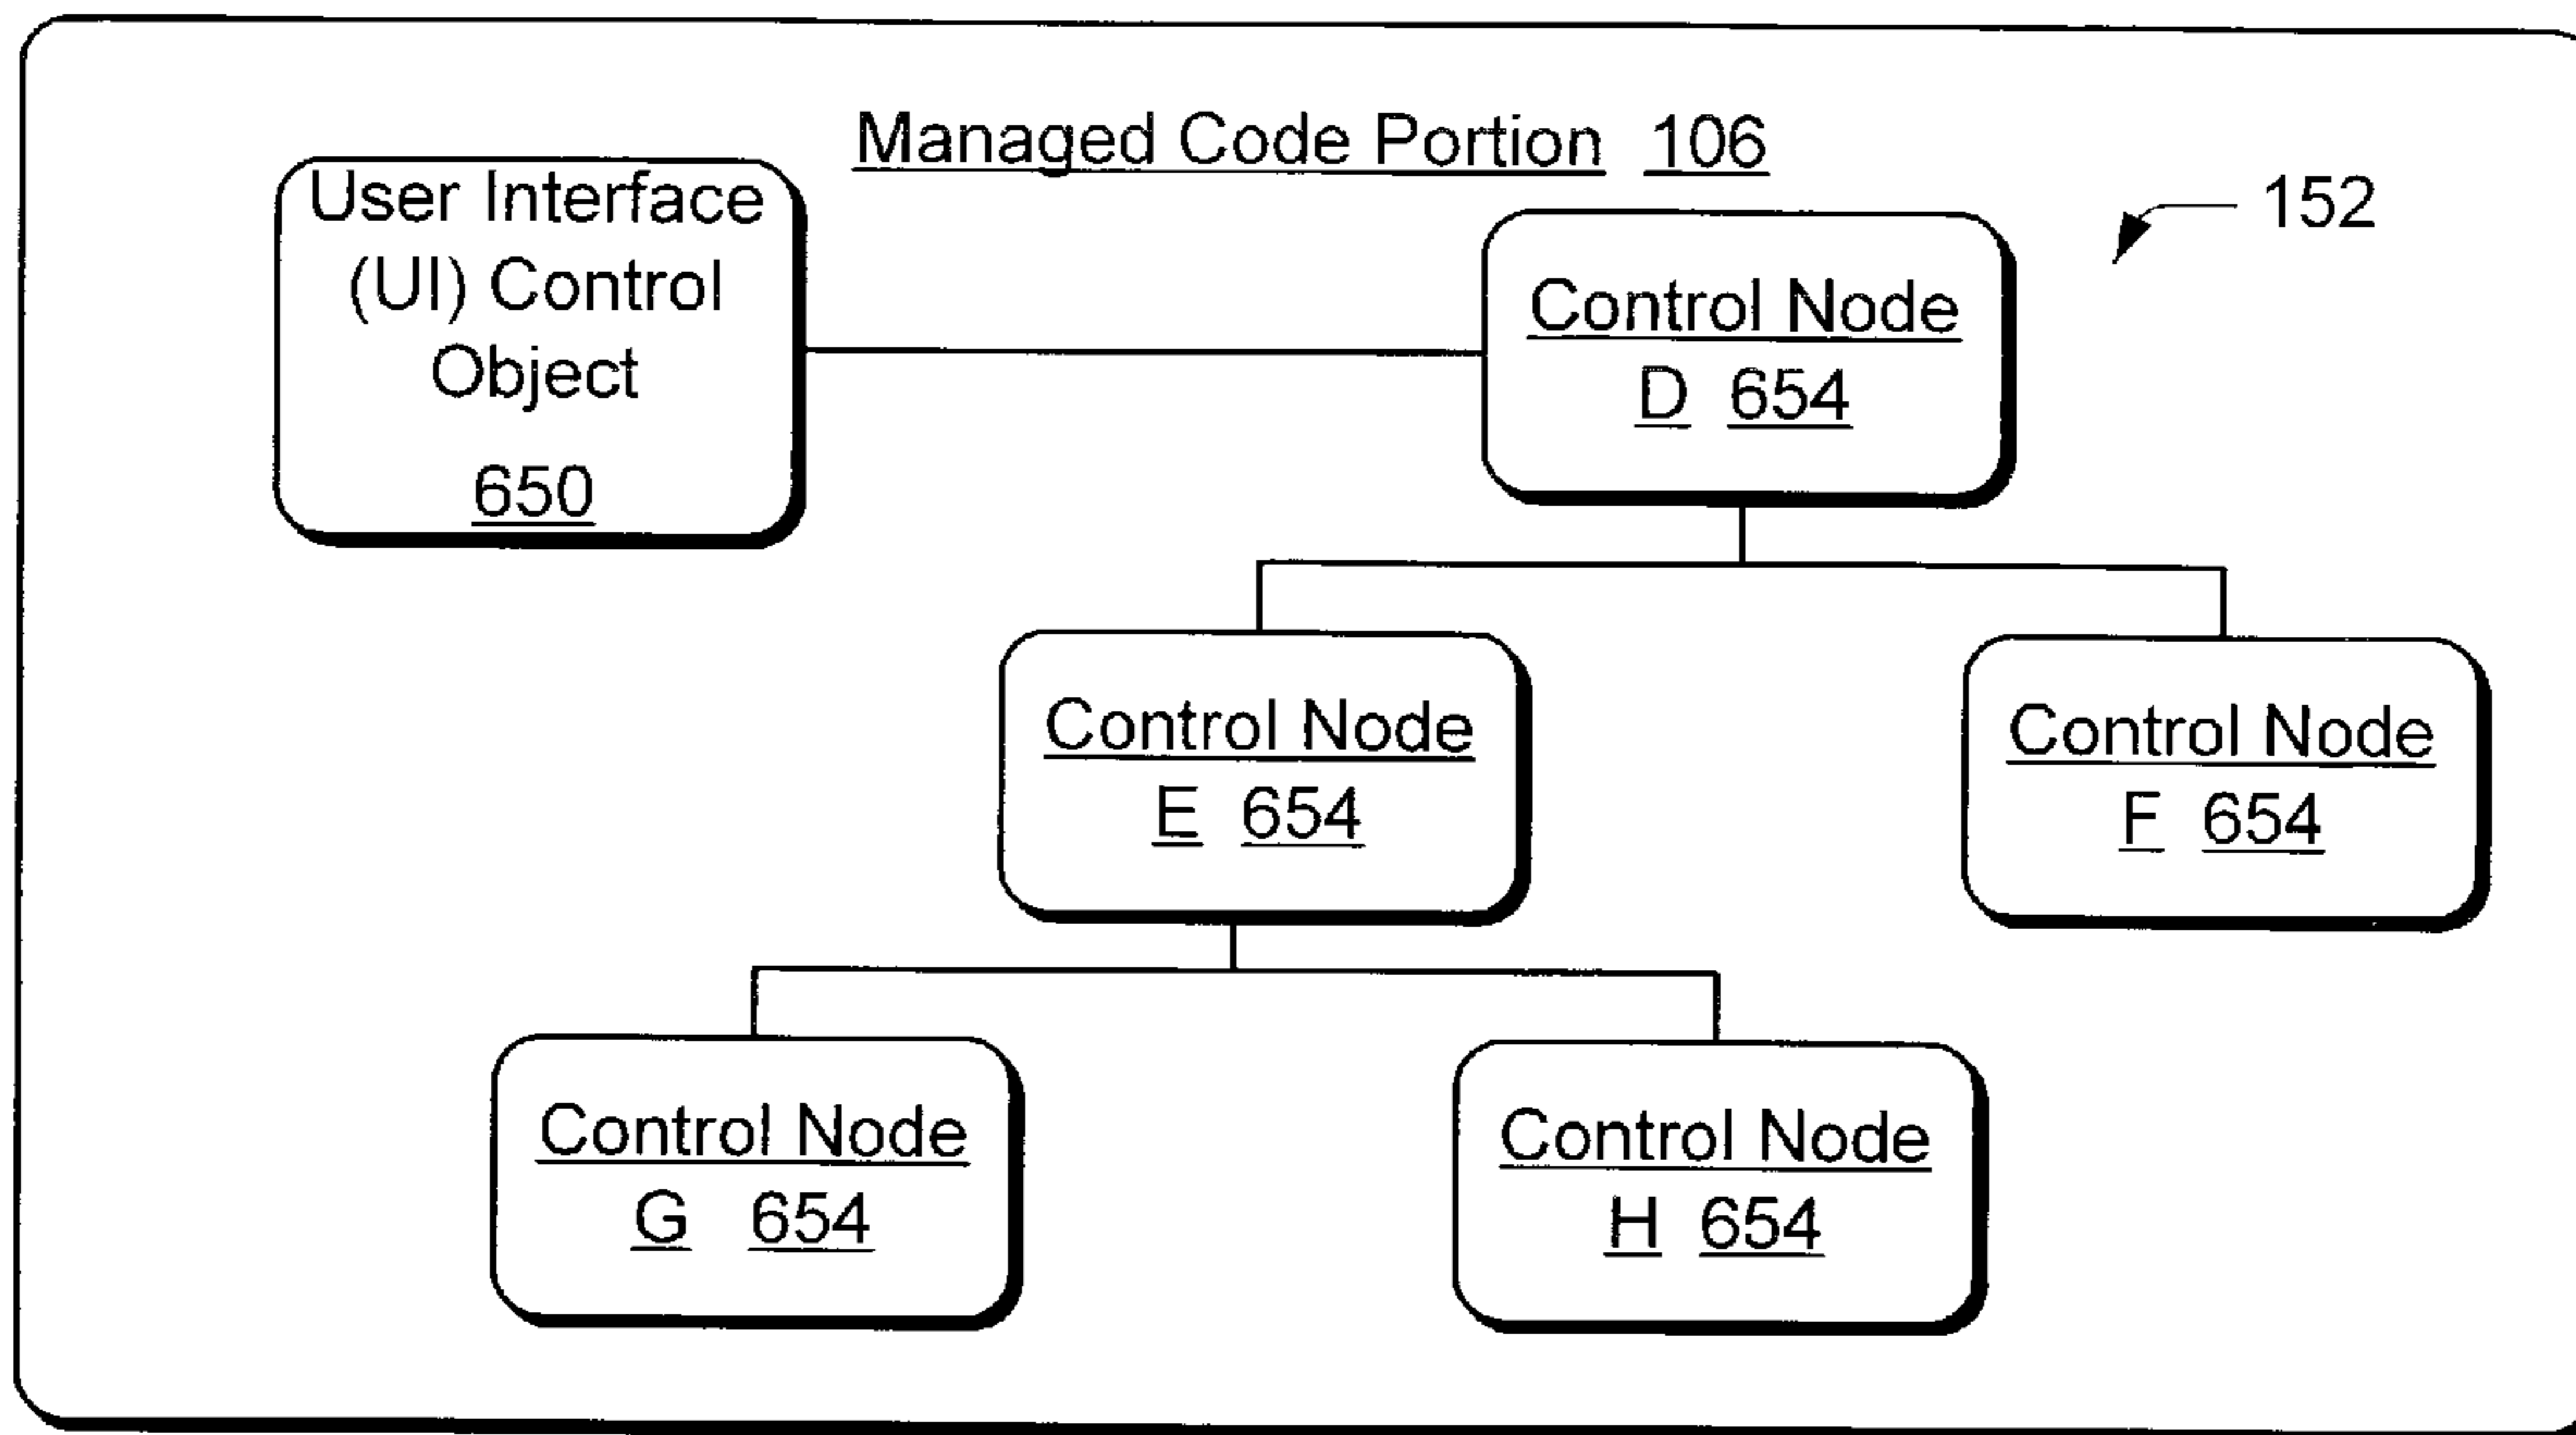 Managed Code Portion 106
User Interface
(UI) Control
Object
650
152
Control Node
D 654
Control Node
E 654
Control Node
F 654
Control Node
G 654
Control Node
H 654